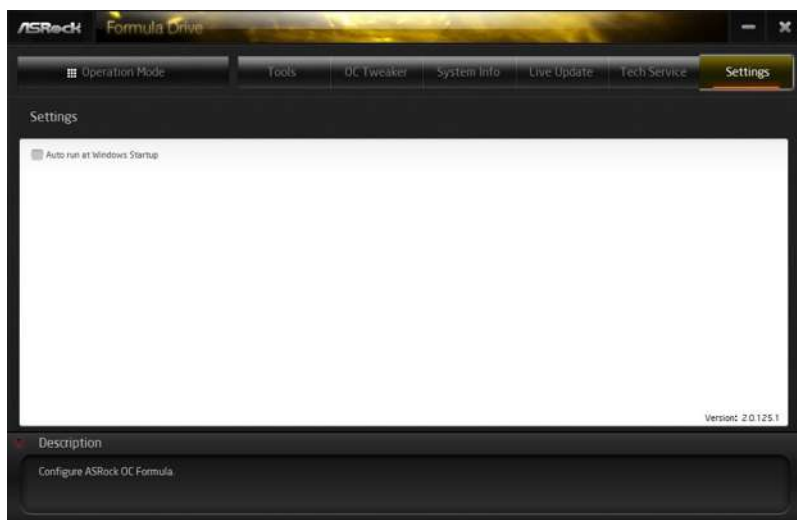 ASRock Formula Drive
Operation Mode Tools OC Tweaker System Info Live Update Tech Service Settings
Settings
Auto run at Windows Startup
Version: 2.0.125.1
Description
Configure ASRock OC Formula.